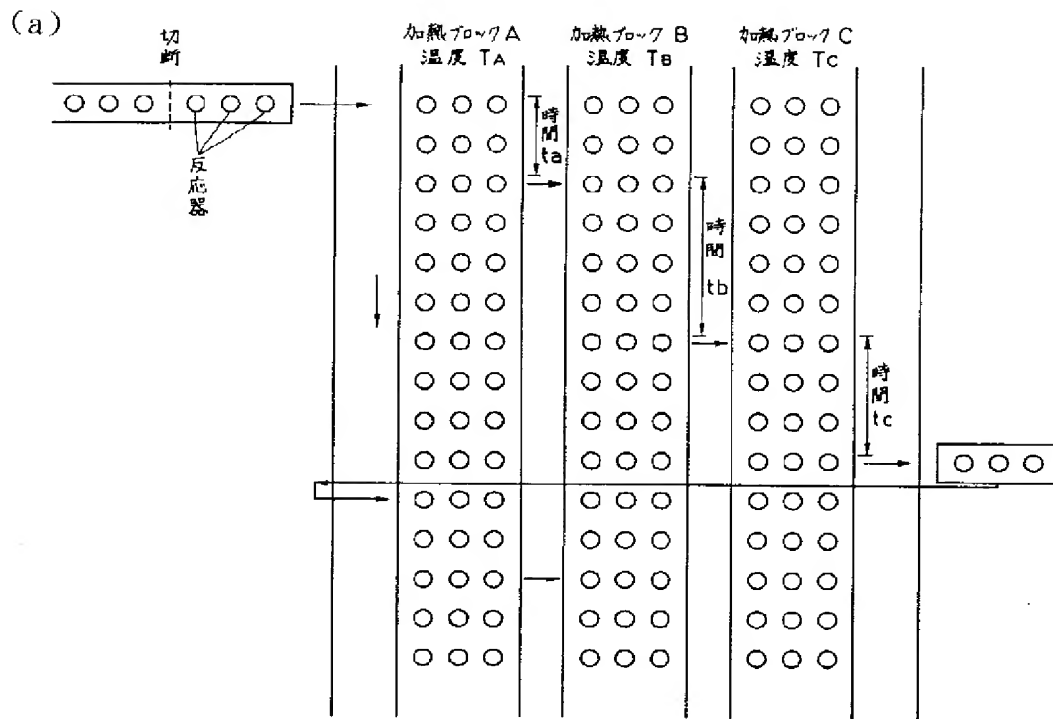 (a)
切断
反応器
加熱ブロックA
温度 TA
加熱ブロック B
温度 TB
加熱ブロック C
温度 Tc
時間 ta
時間 tb
時間 tc